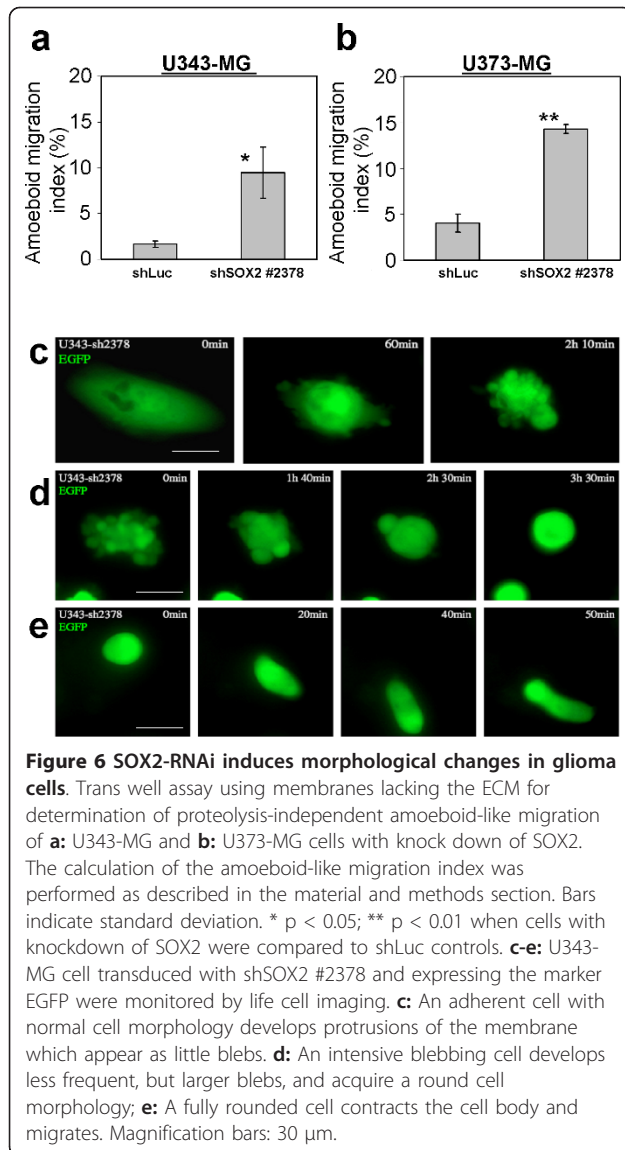 a
U343-MG
Amoeboid migration
index (%)
20
15
10
5
0
*
shLuc
shSOX2 #2378
b
U373-MG
Amoeboid migration
index (%)
20
15
10
5
0
**
shLuc
shSOX2 #2378
c
U343-sh2378
EGFP
0min
60min
2h 10min
d
U343-sh2378
EGFP
0min
1h 40min
2h 30min
3h 30min
e
U343-sh2378
EGFP
0min
20min
40min
50min
Figure 6 SOX2-RNAi induces morphological changes in glioma
cells. Trans well assay using membranes lacking the ECM for
determination of proteolysis-independent amoeboid-like migration
of a: U343-MG and b: U373-MG cells with knock down of SOX2.
The calculation of the amoeboid-like migration index was
performed as described in the material and methods section. Bars
indicate standard deviation. * p < 0.05; ** p < 0.01 when cells with
knockdown of SOX2 were compared to shLuc controls. c-e: U343-
MG cell transduced with shSOX2 #2378 and expressing the marker
EGFP were monitored by life cell imaging. c: An adherent cell with
normal cell morphology develops protrusions of the membrane
which appear as little blebs. d: An intensive blebbing cell develops
less frequent, but larger blebs, and acquire a round cell
morphology; e: A fully rounded cell contracts the cell body and
migrates. Magnification bars: 30 μm.